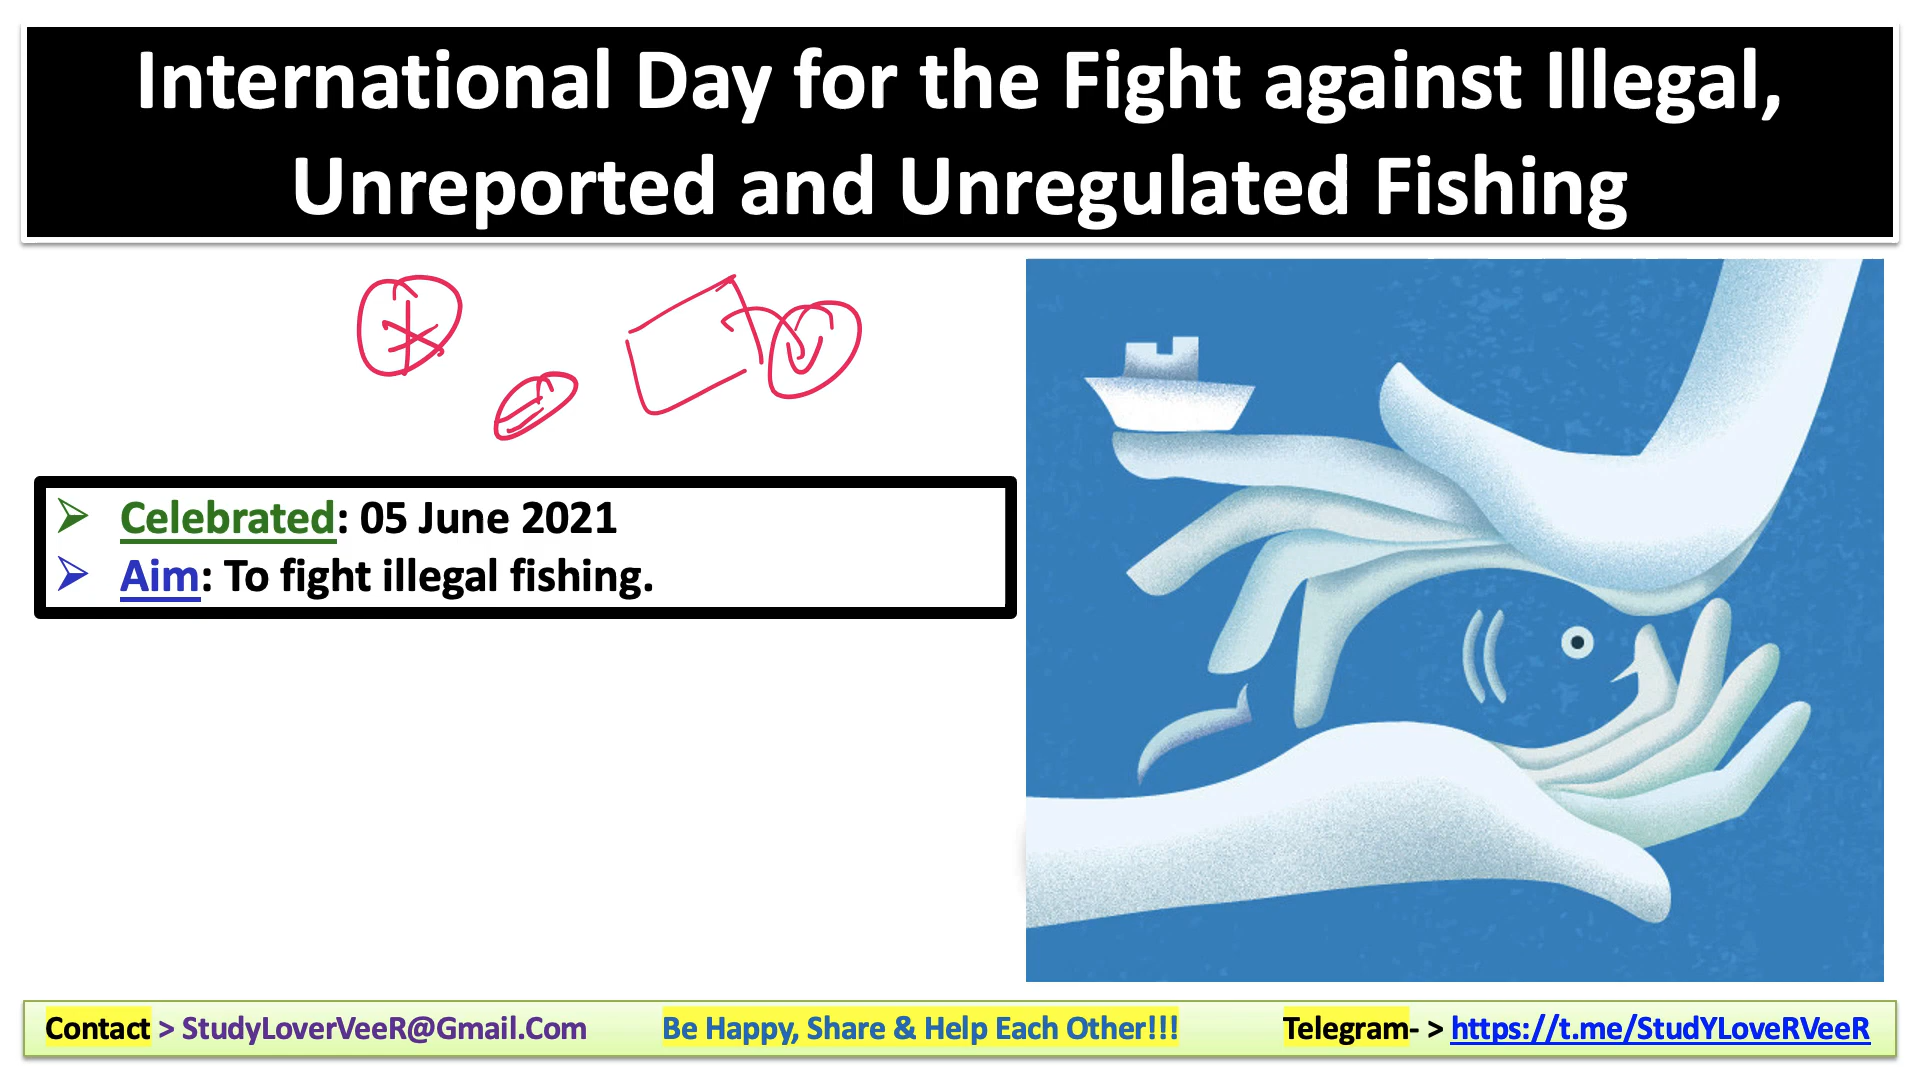 International Day for the Fight against Illegal,
Unreported and Unregulated Fishing
➢ Celebrated: 05 June 2021
➢ Aim: To fight illegal fishing.
Contact > StudyLoverVeeR@Gmail.Com Be Happy, Share & Help Each Other!!! Telegram- > https://t.me/StudYLoveRVeeR